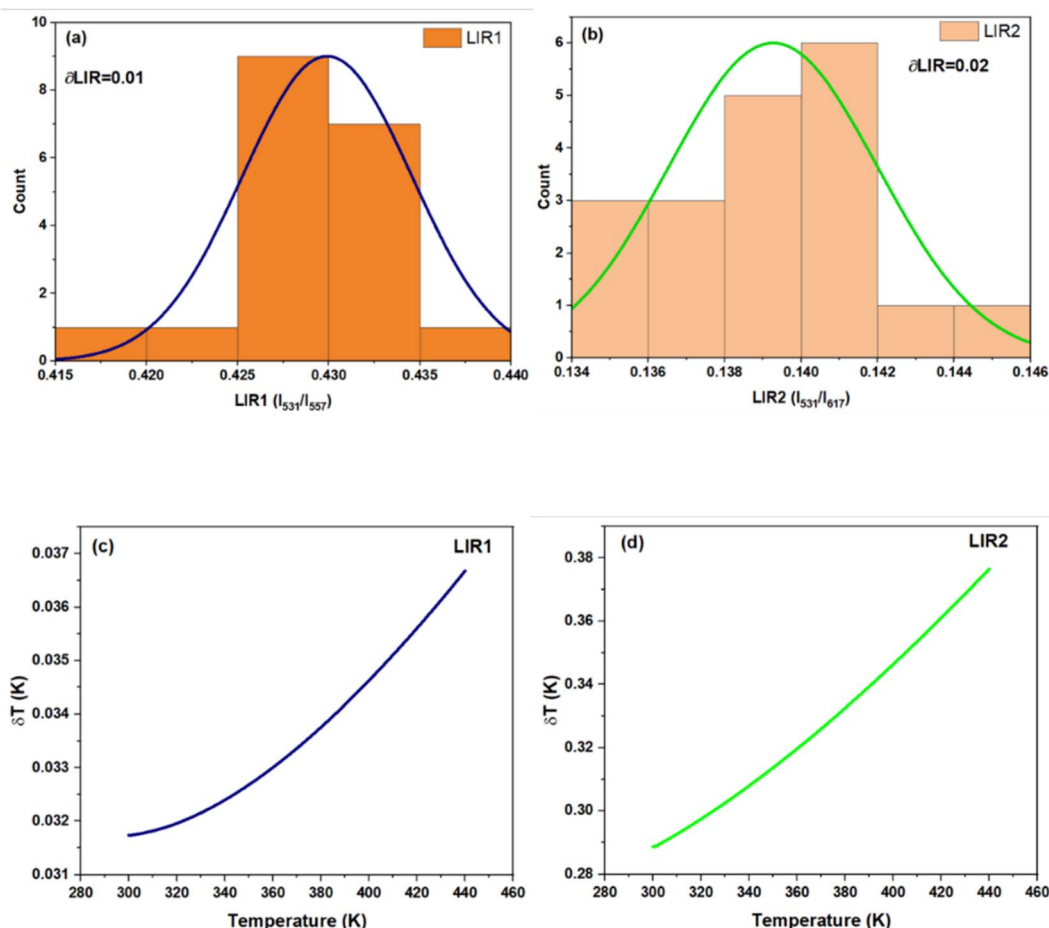 (a)
LIR1
∂LIR=0.01
10
8
6
4
2
0
Count
0.415 0.420 0.425 0.430 0.435 0.440
LIR1 (I531/I557)
(b)
LIR2
∂LIR=0.02
6
5
4
3
2
1
0
Count
0.134 0.136 0.138 0.140 0.142 0.144 0.146
LIR2 (I531/I617)
(c)
LIR1
0.037
0.036
0.035
0.034
0.033
0.032
0.031
δT (K)
280 300 320 340 360 380 400 420 440 460
Temperature (K)
(d)
LIR2
0.38
0.36
0.34
0.32
0.30
0.28
δT (K)
280 300 320 340 360 380 400 420 440 460
Temperature (K)